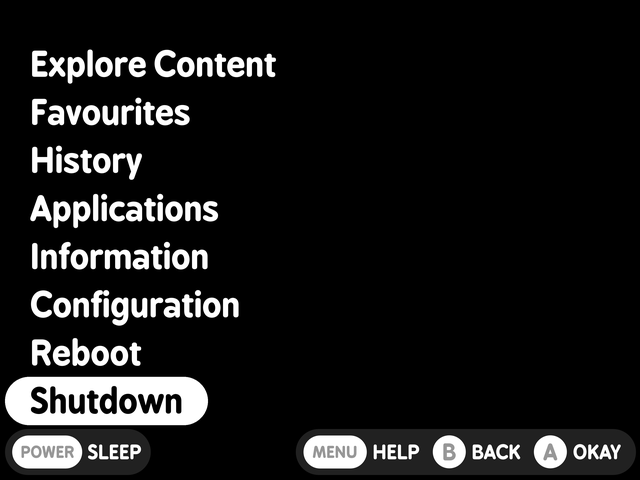 Explore Content
Favourites
History
Applications
Information
Configuration
Reboot
Shutdown
POWER SLEEP MENU HELP B BACK A OKAY